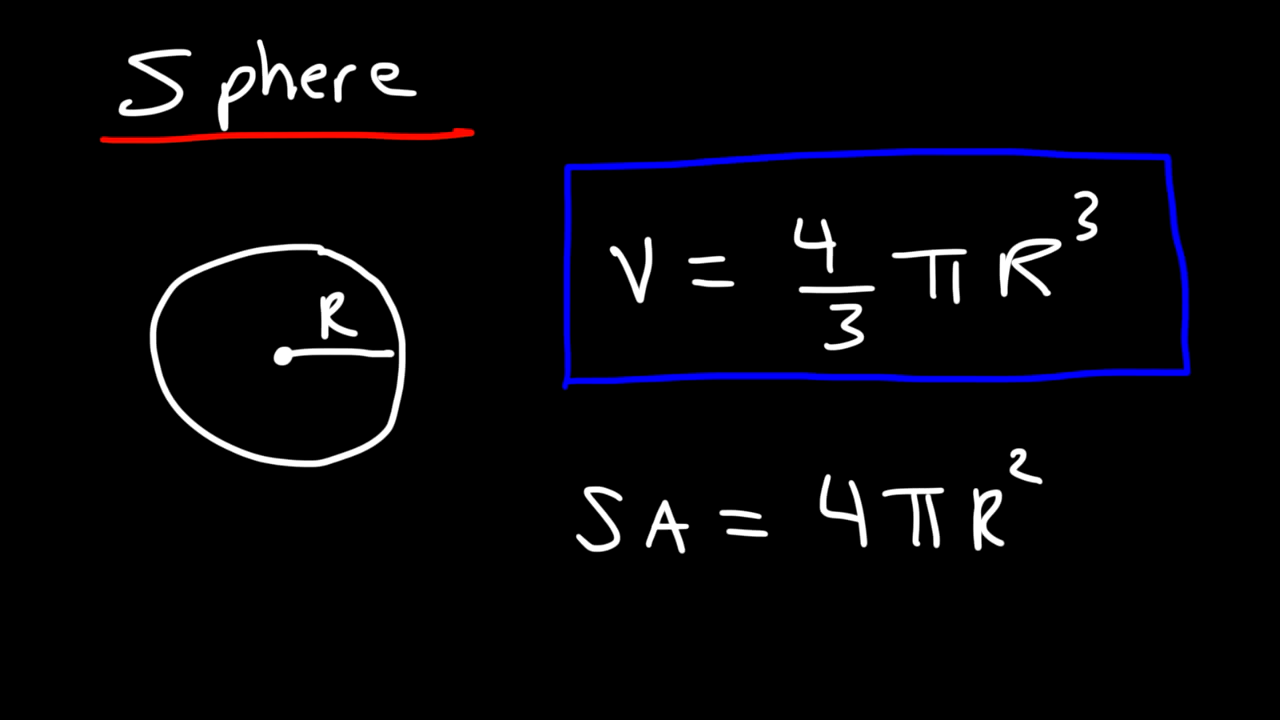 Sphere
R
V = 4/3 π R³
SA = 4 π R²